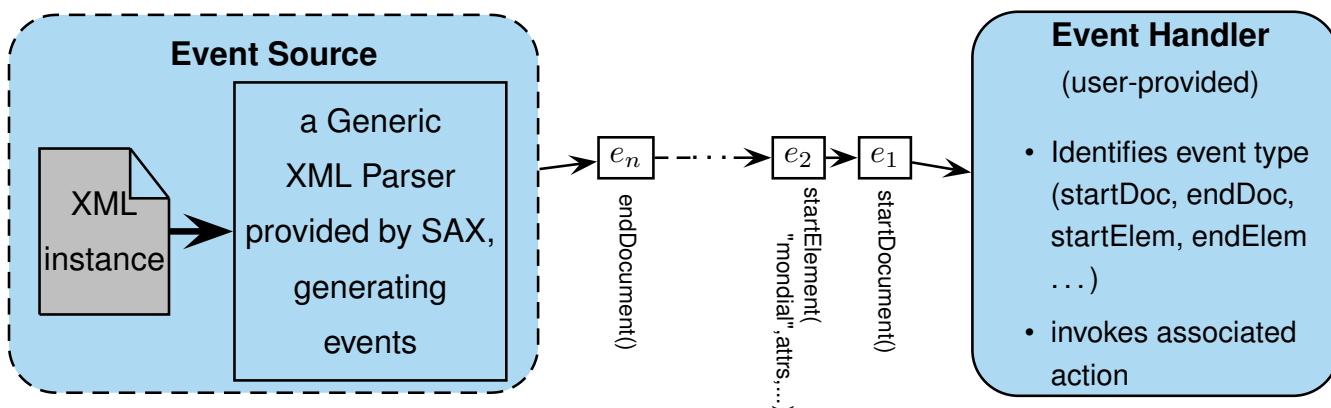 Event Source
XML
instance
a Generic
XML Parser
provided by SAX,
generating
events
e_n
· · ·
e_2
e_1
endDocument()
startElement(
"mondial",attrs,...)
startDocument()
Event Handler
(user-provided)
• Identifies event type
(startDoc, endDoc,
startElem, endElem
. . . )
• invokes associated
action